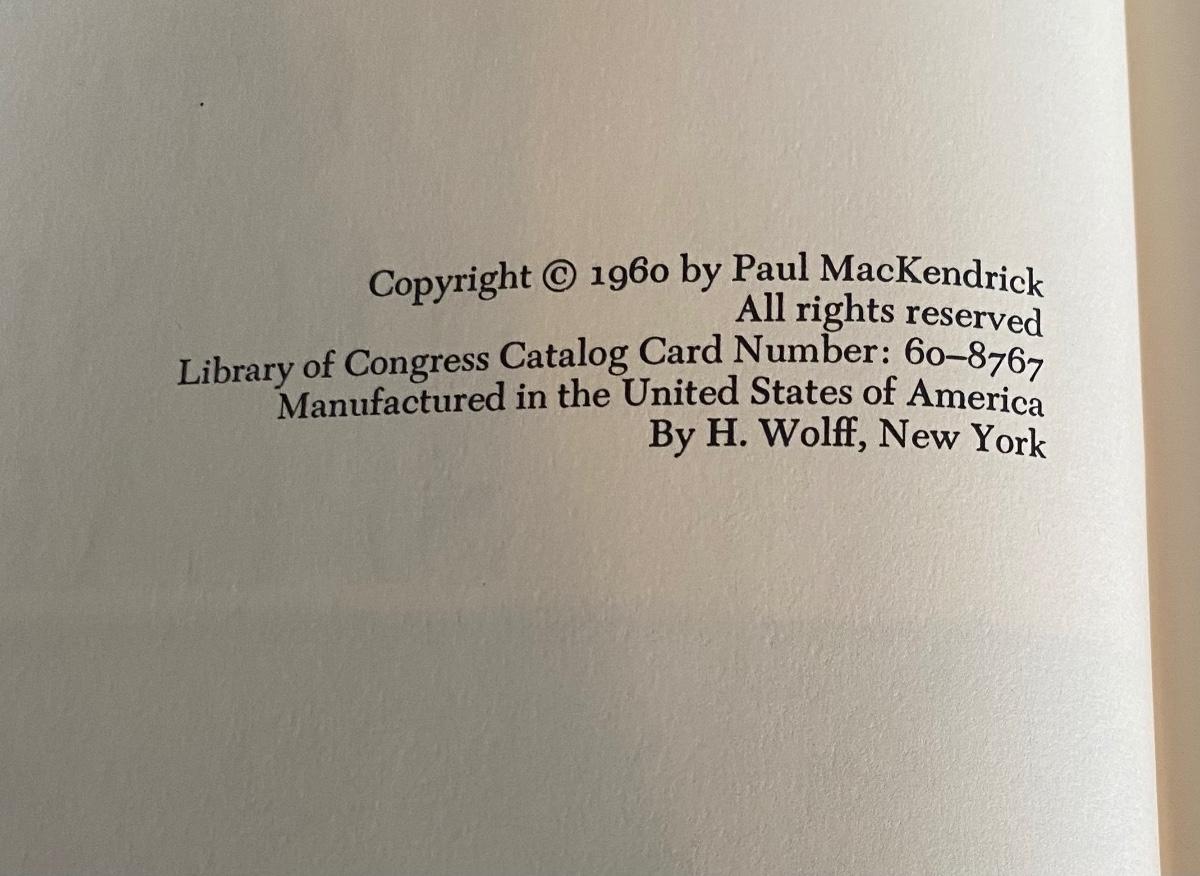 Copyright © 1960 by Paul MacKendrick
All rights reserved
Library of Congress Catalog Card Number: 60–8767
Manufactured in the United States of America
By H. Wolff, New York